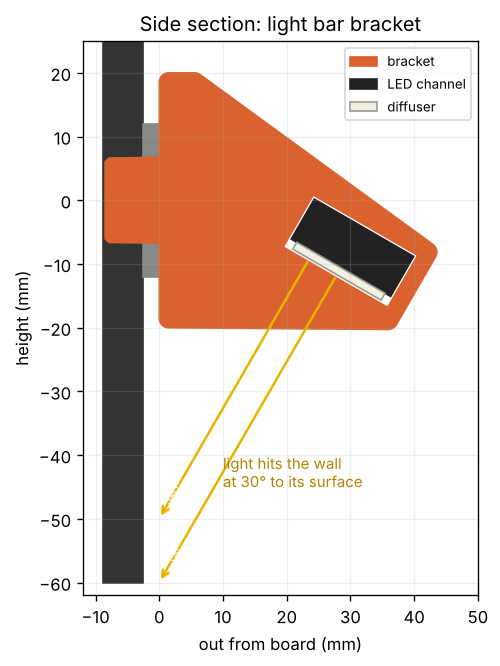 Side section: light bar bracket
bracket
LED channel
diffuser
20
10
0
−10
−20
−30
−40
−50
−60
height (mm)
light hits the wall
at 30° to its surface
−10
0
10
20
30
40
50
out from board (mm)